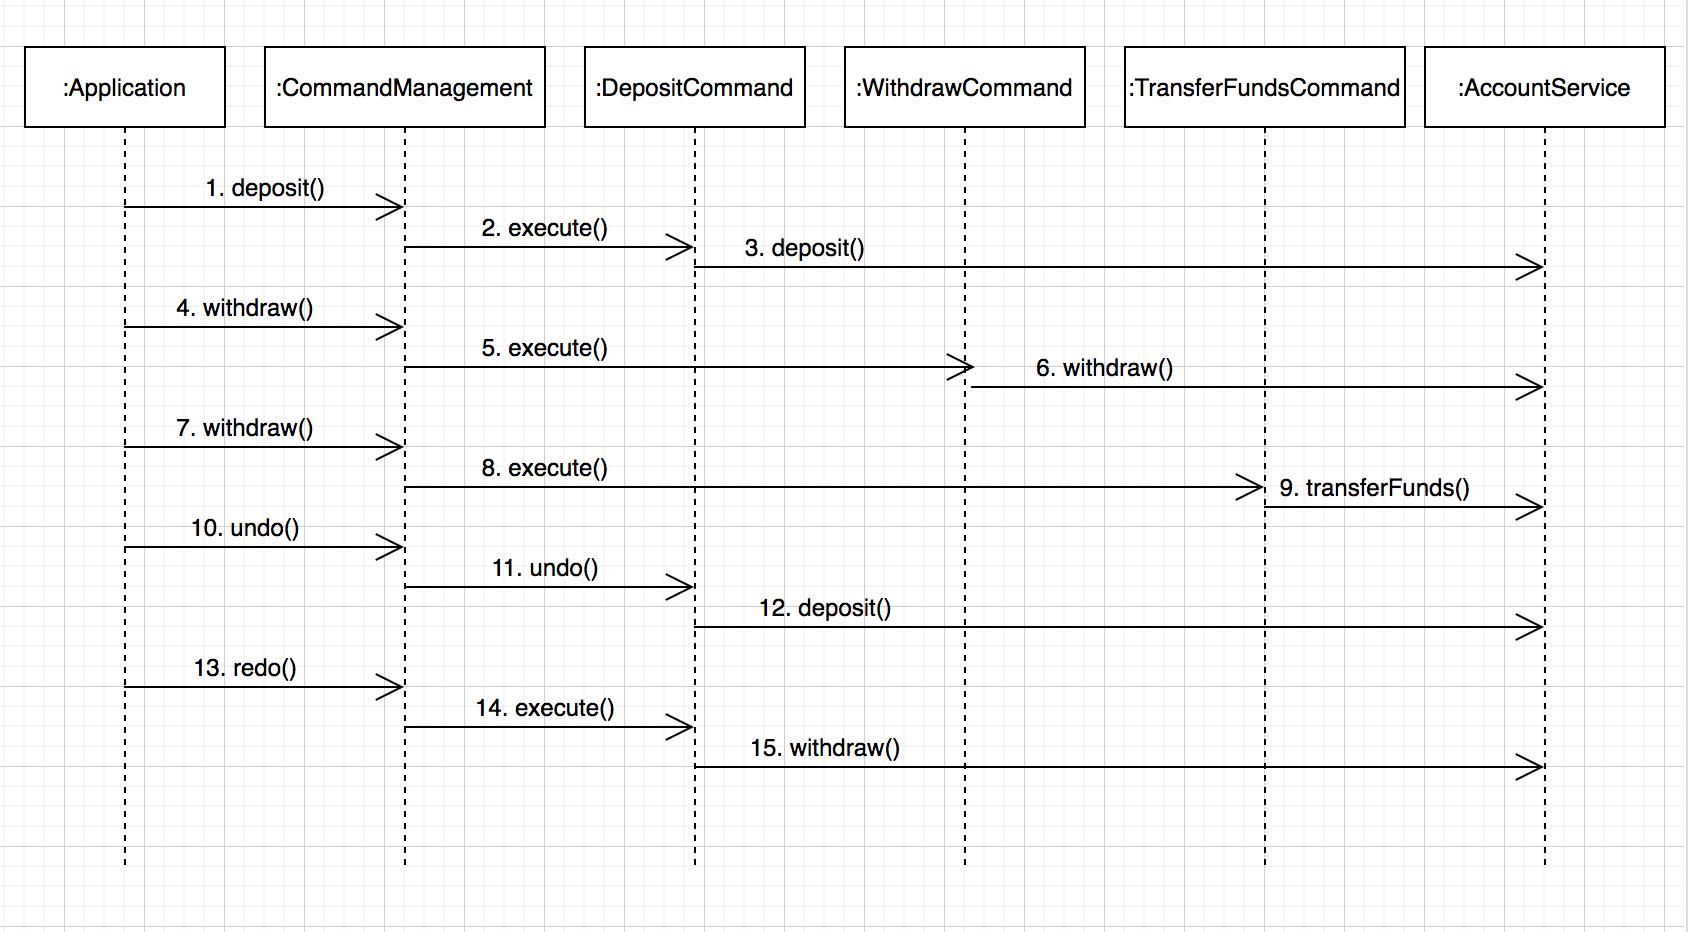 :Application
:CommandManagement
:DepositCommand
:WithdrawCommand
:TransferFundsCommand
:AccountService
1. deposit()
2. execute()
3. deposit()
4. withdraw()
5. execute()
6. withdraw()
7. withdraw()
8. execute()
9. transferFunds()
10. undo()
11. undo()
12. deposit()
13. redo()
14. execute()
15. withdraw()